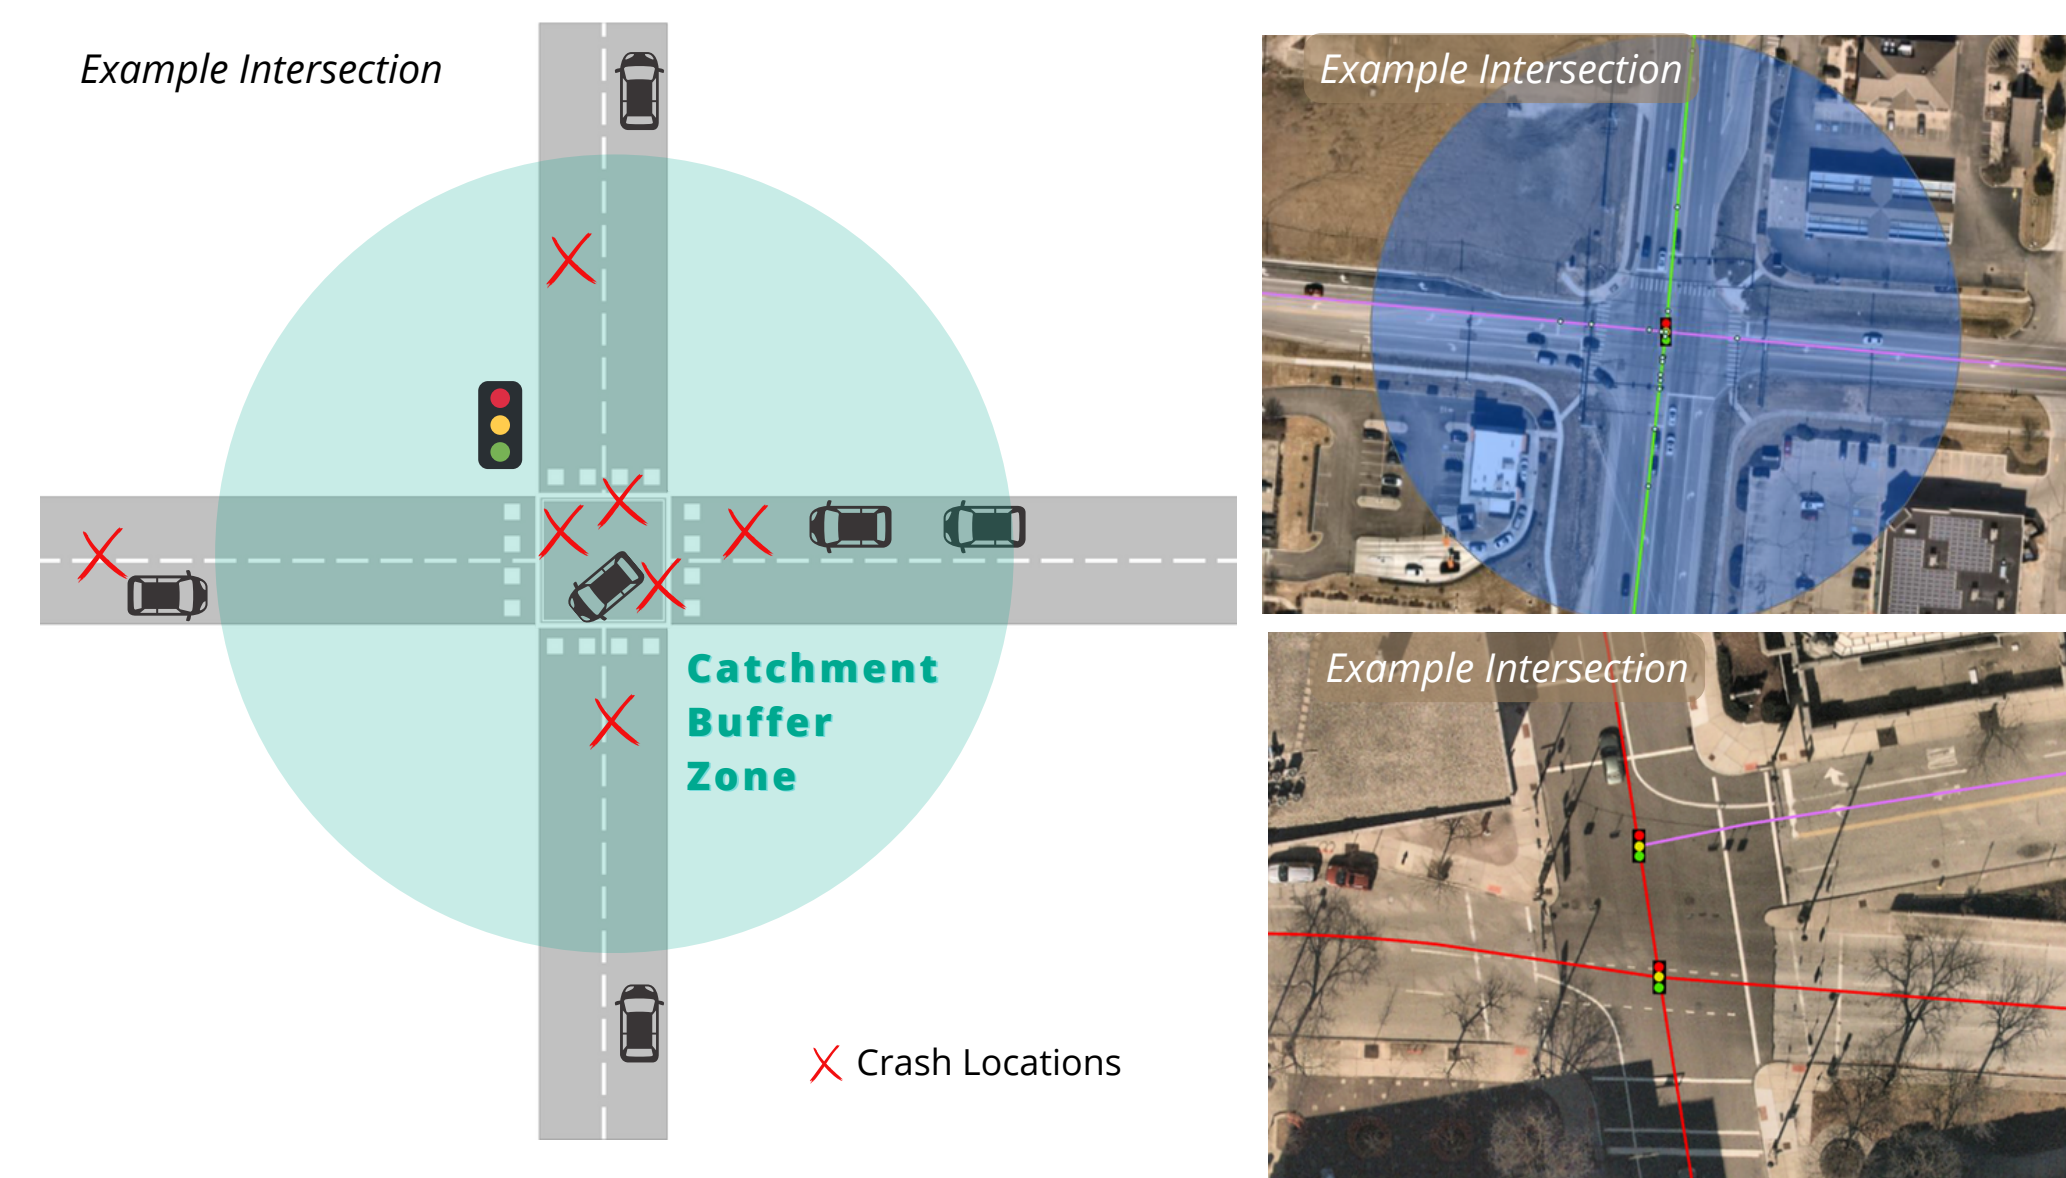 Example Intersection
Catchment
Buffer
Zone
Crash Locations
Example Intersection
Example Intersection